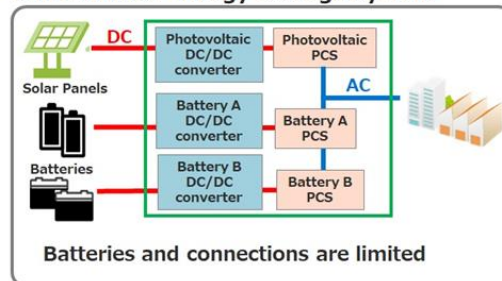 DC
Photovoltaic
DC/DC
converter
Photovoltaic
PCS
Solar Panels
AC
Battery A
DC/DC
converter
Battery A
PCS
Batteries
Battery B
DC/DC
converter
Battery B
PCS
Batteries and connections are limited